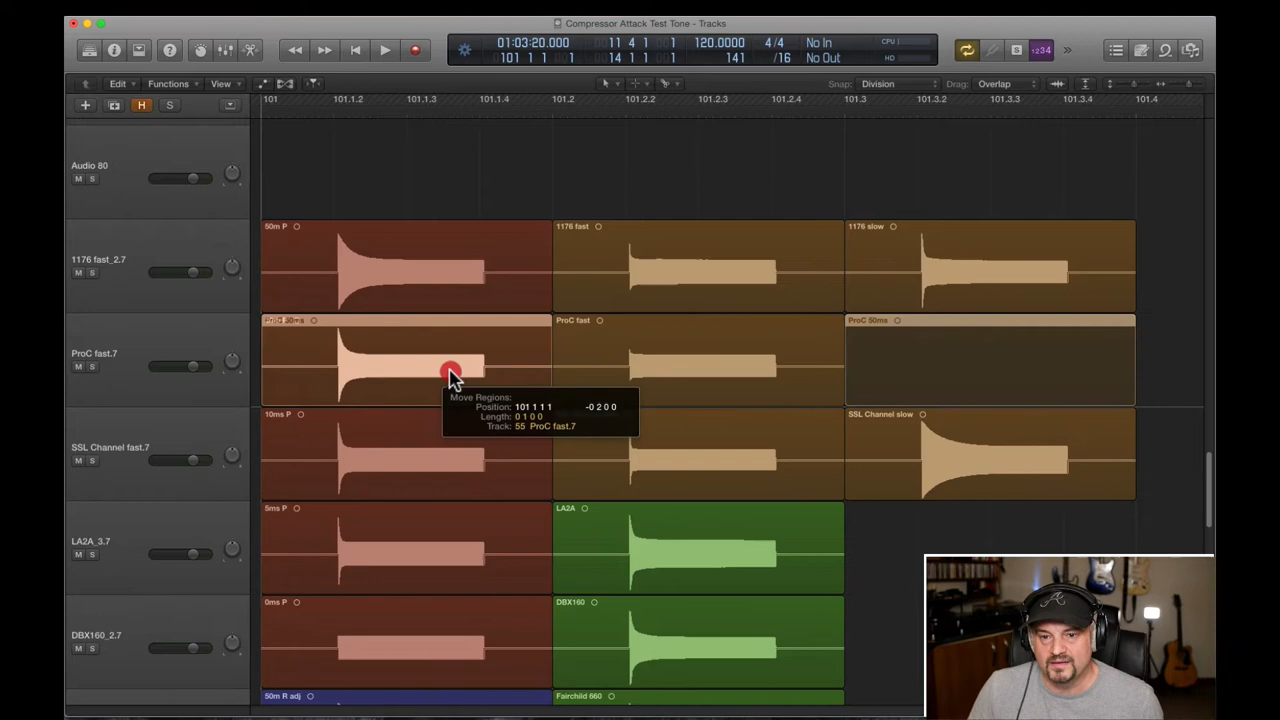 Compressor Attack Test Tone - Tracks
01:03:20.000 11 4 1 1 120.0000 4/4 No In CPU
101 1 1 1 14 1 1 1 141 /16 No Out HD
S 1234
Edit Functions View Snap: Division Drag: Overlap
H S
101 101.1.2 101.1.3 101.1.4 101.2 101.2.2 101.2.3 101.2.4 101.3 101.3.2 101.3.3 101.3.4 101.4
Audio 80
M S
50m P 1176 fast 1176 slow
1176 fast_2.7
M S
ProC fast ProC 50ms
ProC fast.7
M S
Move Regions:
Position: 101 1 1 1 -0 2 0 0
Length: 0 1 0 0
Track: 55 ProC fast.7
10ms P SSL Channel slow
SSL Channel fast.7
M S
5ms P LA2A
LA2A_3.7
M S
0ms P DBX160
DBX160_2.7
M S
50m R adj Fairchild 660